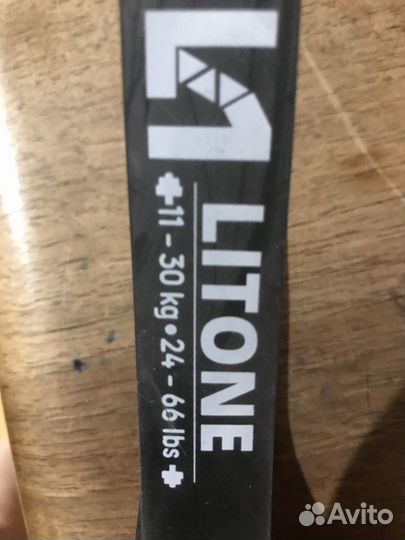 LITONE
11 - 30 kg • 24 - 66 lbs
Avito